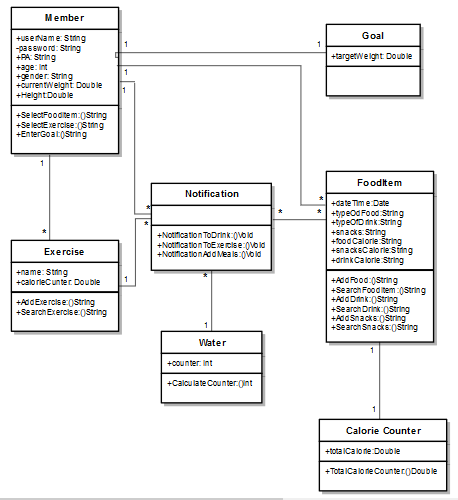 Member
+userName: String
-password: String
+PA: String
+age: Int
+gender: String
+currentWeight: Double
+Height:Double
+SelectFoodItem:()String
+SelectExercise:()String
+EnterGoal:()String
Goal
+targetWeight: Double
1
1
1
1
1
1
Notification
+NotificationToDrink:()Void
+NotificationToExercise:()Void
+NotificationAddMeals:()Void
*
*
*
*
*
*
*
FoodItem
+dateTime:Date
+typeOdFood:String
+typeOfDrink:String
+snacks:String
+foodCalorie:String
+snacksCalorie:String
+drinkCalorie:String
+AddFood:()String
+SearchFoodItem:()String
+AddDrink:()String
+SearchDrink:()String
+AddSnacks:()String
+SearchSnacks:()String
Exercise
+name: String
+calorieCunter: Double
+AddExercise:()String
+SearchExercise:()String
1
Water
+counter: Int
+CalculateCounter:()Int
1
1
Calorie Counter
+totalCalorie:Double
+TotalCalorieCounter:()Double